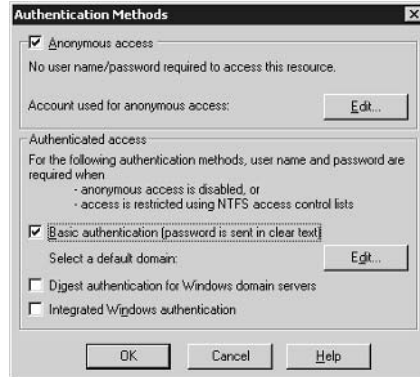 Authentication Methods
Anonymous access
No user name/password required to access this resource.
Account used for anonymous access:
Edit...
Authenticated access
For the following authentication methods, user name and password are
required when
- anonymous access is disabled, or
- access is restricted using NTFS access control lists
Basic authentication (password is sent in clear text)
Select a default domain:
Edit...
Digest authentication for Windows domain servers
Integrated Windows authentication
OK
Cancel
Help